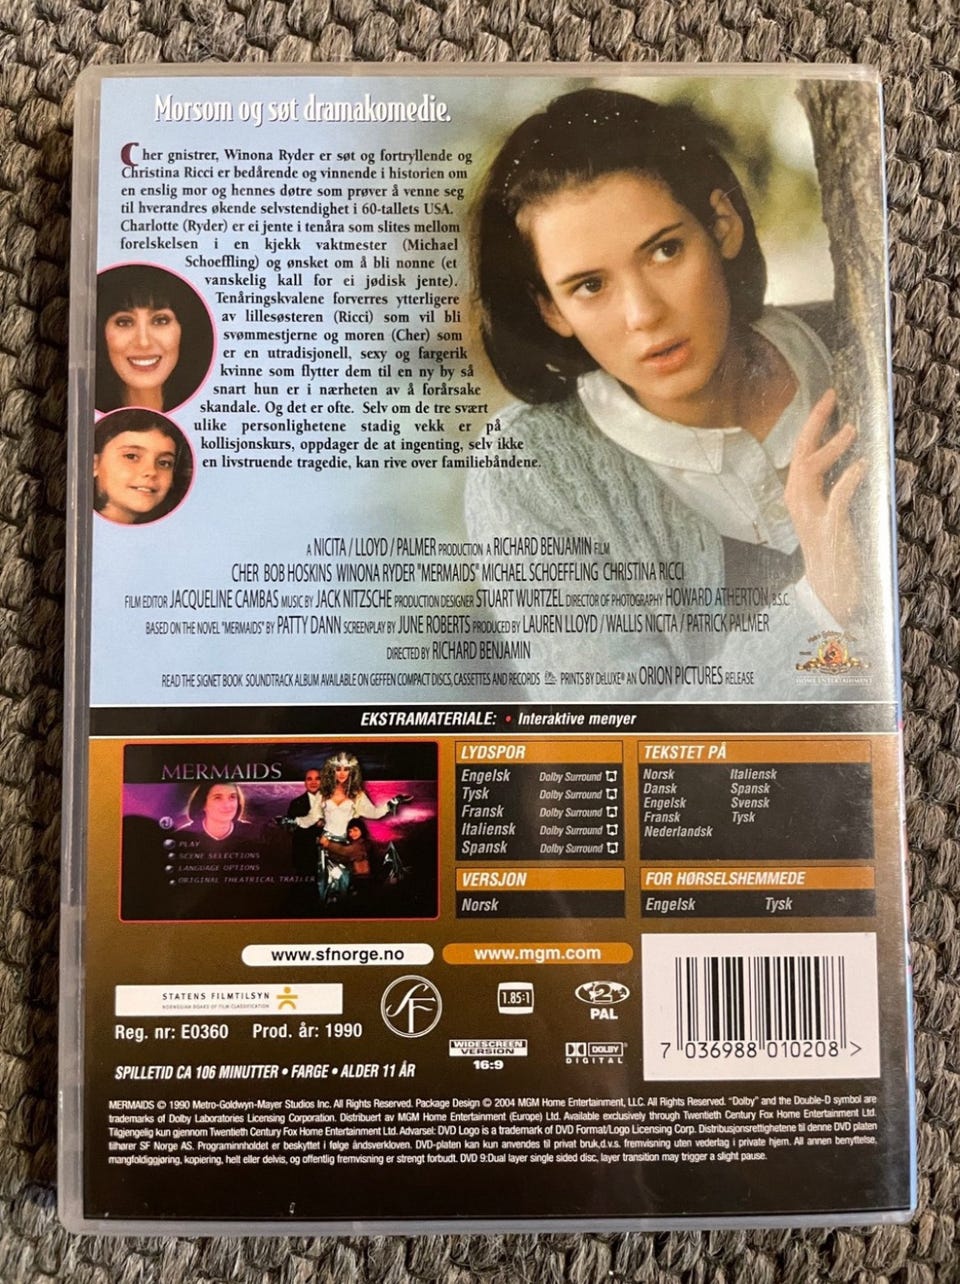 Morsom og søt dramakomedie.
Cher gnistrer, Winona Ryder er søt og fortryllende og
Christina Ricci er bedårende og vinnende i historien om
en enslig mor og hennes døtre som prøver å venne seg
til hverandres økende selvstendighet i 60-tallets USA.
Charlotte (Ryder) er ei jente i tenåra som slites mellom
forelskelsen i en kjekk vaktmester (Michael
Schoeffling) og ønsket om å bli nonne (et
vanskelig kall for ei jødisk jente).
Tenåringskvalene forverres ytterligere
av lillesøsteren (Ricci) som vil bli
svømmestjerne og moren (Cher) som
er en utradisjonell, sexy og fargerik
kvinne som flytter dem til en ny by så
snart hun er i nærheten av å forårsake
skandale. Og det er ofte. Selv om de tre svært
ulike personlighetene stadig vekk er på
kollisjonskurs, oppdager de at ingenting, selv ikke
en livstruende tragedie, kan rive over familiebåndene.
A NICITA / LLOYD / PALMER PRODUCTION A RICHARD BENJAMIN FILM
CHER BOB HOSKINS WINONA RYDER "MERMAIDS" MICHAEL SCHOEFFLING CHRISTINA RICCI
FILM EDITOR JACQUELINE CAMBAS MUSIC BY JACK NITZSCHE PRODUCTION DESIGNER STUART WURTZEL DIRECTOR OF PHOTOGRAPHY HOWARD ATHERTON, B.S.C.
BASED ON THE NOVEL "MERMAIDS" BY PATTY DANN SCREENPLAY BY JUNE ROBERTS PRODUCED BY LAUREN LLOYD / WALLIS NICITA / PATRICK PALMER
DIRECTED BY RICHARD BENJAMIN
READ THE SIGNET BOOK SOUNDTRACK ALBUM AVAILABLE ON GEFFEN COMPACT DISCS, CASSETTES AND RECORDS PRINTS BY DELUXE® AN ORION PICTURES RELEASE
HOME ENTERTAINMENT
EKSTRAMATERIALE: • Interaktive menyer
MERMAIDS
PLAY
SCENE SELECTIONS
LANGUAGE OPTIONS
ORIGINAL THEATRICAL TRAILER
LYDSPOR
Engelsk Dolby Surround
Tysk Dolby Surround
Fransk Dolby Surround
Italiensk Dolby Surround
Spansk Dolby Surround
VERSJON
Norsk
TEKSTET PÅ
Norsk Italiensk
Dansk Spansk
Engelsk Svensk
Fransk Tysk
Nederlandsk
FOR HØRSELSHEMMEDE
Engelsk Tysk
www.sfnorge.no
www.mgm.com
STATENS FILMTILSYN
NORWEGIAN BOARD OF FILM CLASSIFICATION
Reg. nr: E0360 Prod. år: 1990
SF
1.85:1
2
PAL
WIDESCREEN
VERSION
16:9
DOLBY
DIGITAL
7 036988 010208 >
SPILLETID CA 106 MINUTTER • FARGE • ALDER 11 ÅR
MERMAIDS © 1990 Metro-Goldwyn-Mayer Studios Inc. All Rights Reserved. Package Design © 2004 MGM Home Entertainment, LLC. All Rights Reserved. "Dolby" and the Double-D symbol are
trademarks of Dolby Laboratories Licensing Corporation. Distribuert av MGM Home Entertainment (Europe) Ltd. Available exclusively through Twentieth Century Fox Home Entertainment Ltd.
Tilgjengelig kun gjennom Twentieth Century Fox Home Entertainment Ltd. Advarsel: DVD Logo is a trademark of DVD Format/Logo Licensing Corp. Distribusjonsrettighetene til denne DVD platen
tilhører SF Norge AS. Programinnholdet er beskyttet i følge åndsverkloven. DVD-platen kan kun anvendes til privat bruk,d.v.s. fremvisning uten vederlag i private hjem. All annen benyttelse,
mangfoldiggjøring, kopiering, helt eller delvis, og offentlig fremvisning er strengt forbudt. DVD 9:Dual layer single sided disc, layer transition may trigger a slight pause.